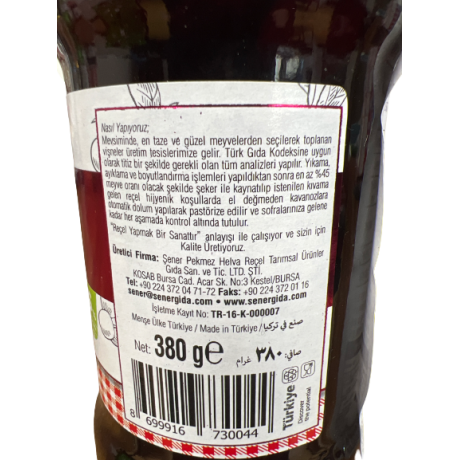 Nasıl Yapıyoruz;
Mevsiminde, en taze ve güzel meyvelerden seçilerek toplanan
vişneler üretim tesislerimize gelir. Türk Gıda Kodeksine uygun
olarak titiz bir şekilde gerekli olan tüm analizleri yapılır. Yıkama,
ayıklama ve boyutlandırma işlemleri yapıldıktan sonra en az %45
meyve oranı olacak şekilde şeker ile kaynatılıp istenilen kıvama
gelen reçel hijyenik koşullarda el değmeden kavanozlara
otomatik dolum yapılarak pastörize edilir ve sofralarınıza gelene
kadar her aşamada kontrol altında tutulur.
"Reçel Yapmak Bir Sanattır" anlayışı ile çalışıyor ve sizin için
Kalite Üretiyoruz.
Üretici Firma: Şener Pekmez Helva Reçel Tarımsal Ürünler
Gıda San. ve Tic. LTD. ŞTİ.
KOSAB Bursa Cad. Acar Sk. No:3 Kestel/BURSA
Tel: +90 224 372 04 71-72 Faks: +90 224 372 01 16
sener@senergida.com • www.senergida.com
İşletme Kayıt No: TR-16-K-000007
Menşe Ülke Türkiye / Made in Türkiye / صنع في تركيا
Net: 380 g e صافي: ٣٨٠ غرام
8 699916 730044
Türkiye
Discover
the potential